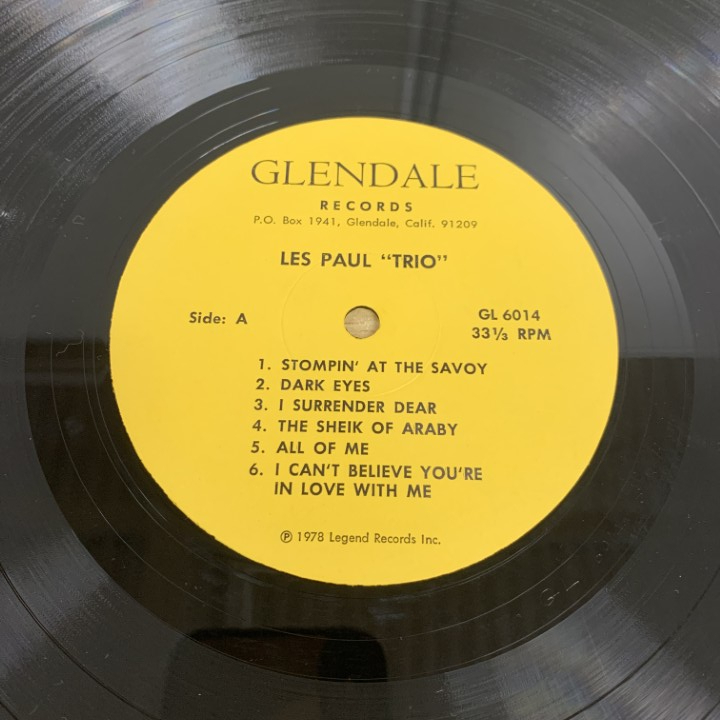 GLENDALE
RECORDS
P.O. Box 1941, Glendale, Calif. 91209
LES PAUL “TRIO”
Side: A
GL 6014
33⅓ RPM
1. STOMPIN' AT THE SAVOY
2. DARK EYES
3. I SURRENDER DEAR
4. THE SHEIK OF ARABY
5. ALL OF ME
6. I CAN'T BELIEVE YOU'RE
IN LOVE WITH ME
℗ 1978 Legend Records Inc.